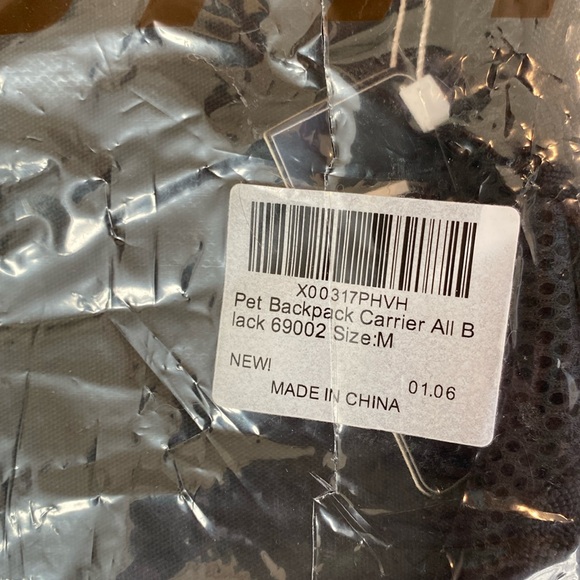 X00317PHVH
Pet Backpack Carrier All B
lack 69002 Size:M
NEW!
01.06
MADE IN CHINA